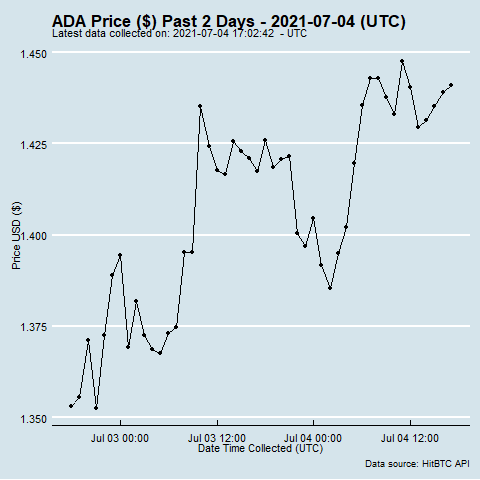 ADA Price ($) Past 2 Days - 2021-07-04 (UTC)
Latest data collected on: 2021-07-04 17:02:42 - UTC
1.450
1.425
1.400
1.375
1.350
Price USD ($)
Jul 03 00:00 Jul 03 12:00 Jul 04 00:00 Jul 04 12:00
Date Time Collected (UTC)
Data source: HitBTC API